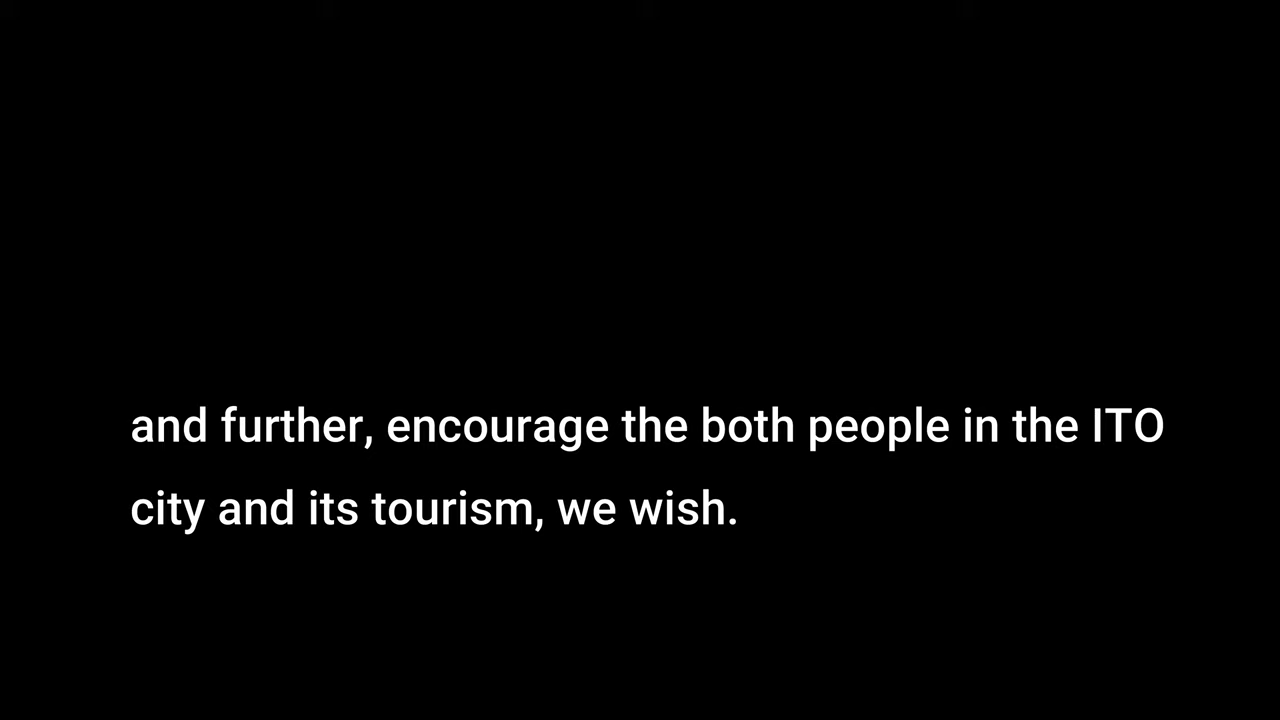 and further, encourage the both people in the ITO
city and its tourism, we wish.